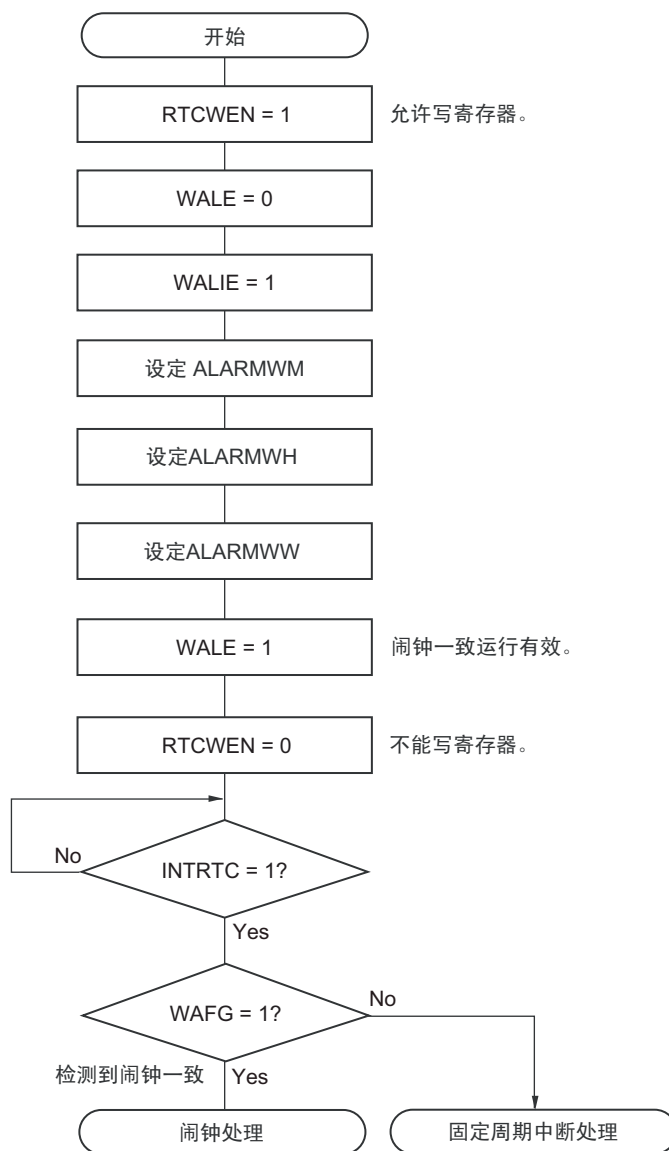 开始
RTCWEN = 1
允许写寄存器。
WALE = 0
WALIE = 1
设定 ALARMWM
设定ALARMWH
设定ALARMWW
WALE = 1
闹钟一致运行有效。
RTCWEN = 0
不能写寄存器。
No
INTRTC = 1?
Yes
WAFG = 1?
No
检测到闹钟一致
Yes
闹钟处理
固定周期中断处理